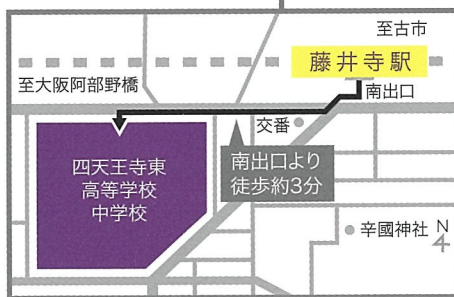 至古市
藤井寺駅
至大阪阿部野橋
南出口
交番
四天王寺東
高等学校
中学校
南出口より
徒歩約3分
辛國神社
N
4